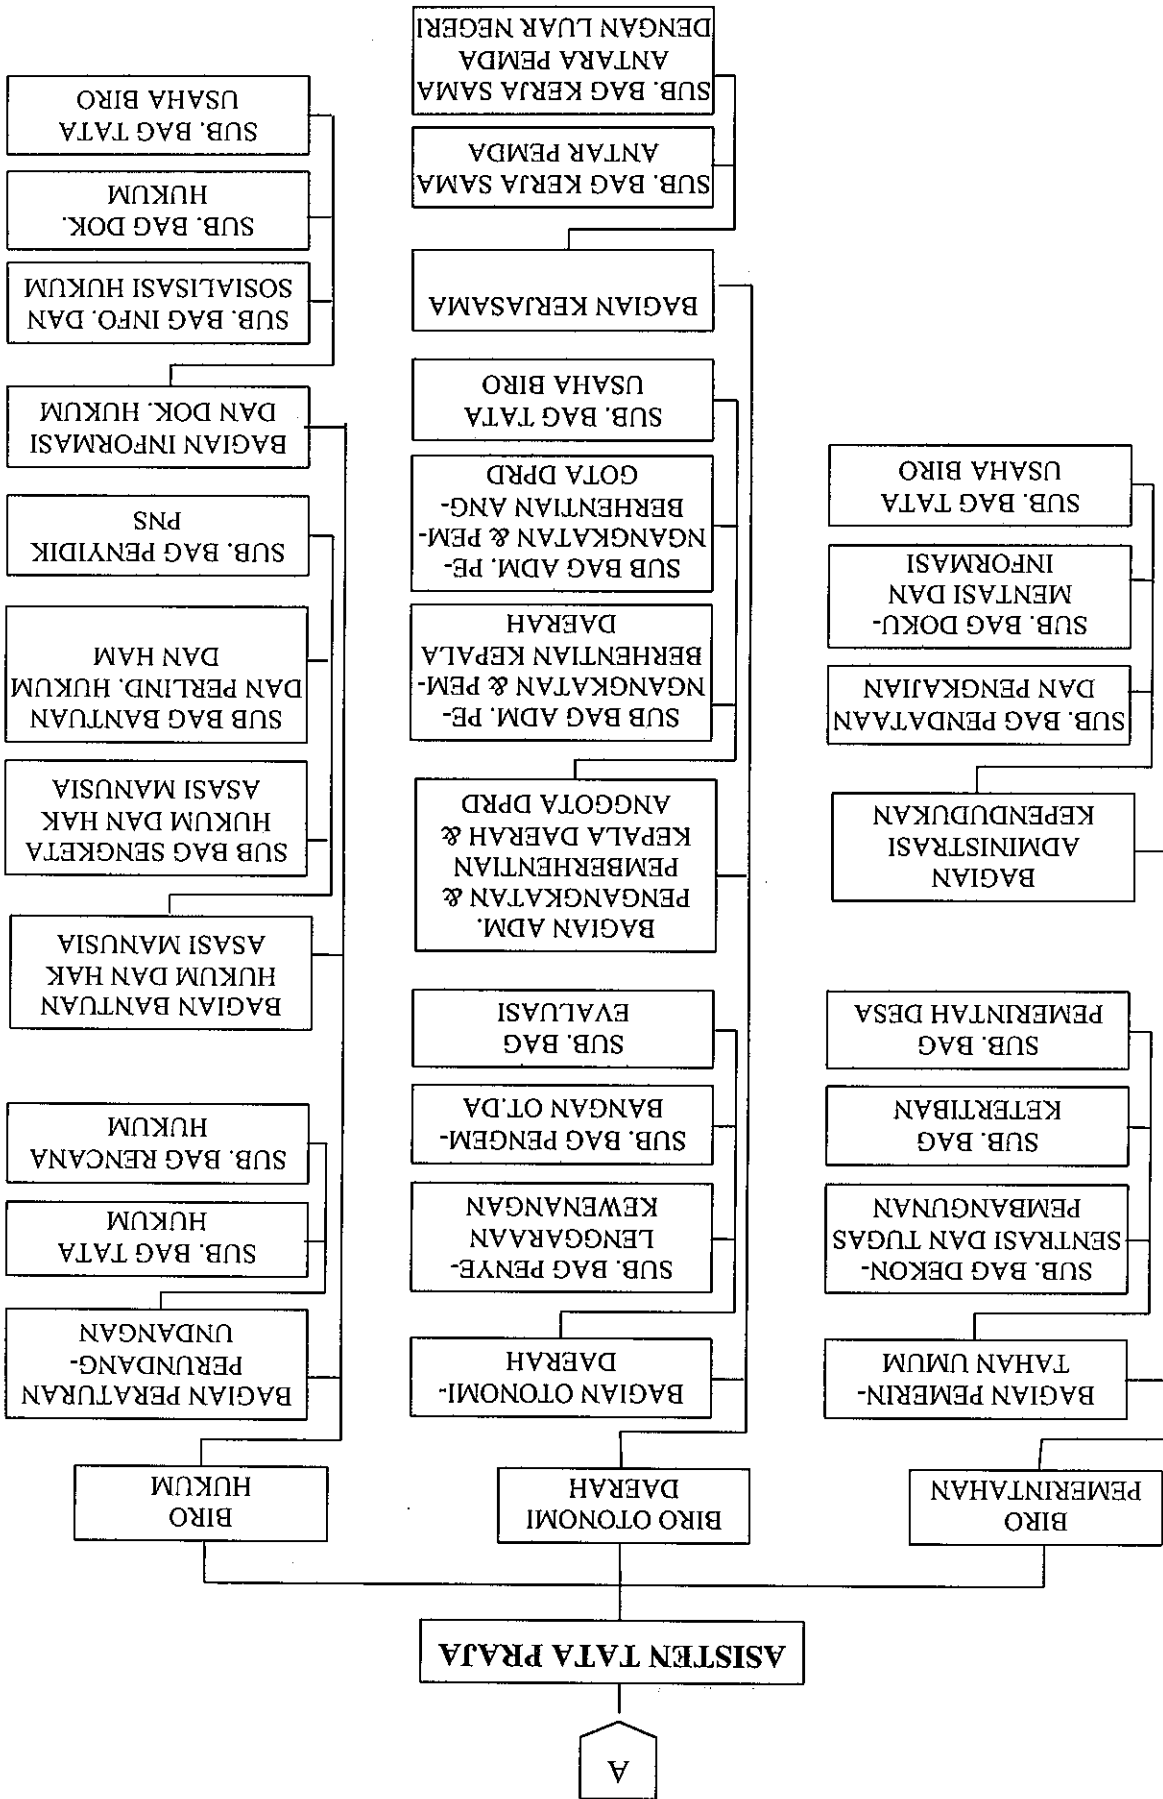 A
ASISTEN TATA PRAJA
BIRO
PEMERINTAHAN
BAGIAN PEMERIN-
TAHAN UMUM
SUB. BAG DEKON-
SENTRASI DAN TUGAS
PEMBANGUNAN
SUB. BAG
KETERTIBAN
SUB. BAG
PEMERINTAH DESA
BAGIAN
ADMINISTRASI
KEPENDUDUKAN
SUB. BAG PENDATAAN
DAN PENGKAJIAN
SUB. BAG DOKU-
MENTASI DAN
INFORMASI
SUB. BAG TATA
USAHA BIRO
BIRO OTONOMI
DAERAH
BAGIAN OTONOMI-
DAERAH
SUB. BAG PENYE-
LENGGARAAN
KEWENANGAN
SUB. BAG PENGEM-
BANGAN OT.DA
SUB. BAG
EVALUASI
BAGIAN ADM.
PENGANGKATAN &
PEMBERHENTIAN
KEPALA DAERAH &
ANGGOTA DPRD
SUB BAG ADM. PE-
NGANGKATAN & PEM-
BERHENTIAN KEPALA
DAERAH
SUB BAG ADM. PE-
NGANGKATAN & PEM-
BERHENTIAN ANG-
GOTA DPRD
SUB. BAG TATA
USAHA BIRO
BAGIAN KERJASAMA
SUB. BAG KERJA SAMA
ANTAR PEMDA
SUB. BAG KERJA SAMA
ANTARA PEMDA
DENGAN LUAR NEGERI
BIRO
HUKUM
BAGIAN PERATURAN
PERUNDANG-
UNDANGAN
SUB. BAG TATA
HUKUM
SUB. BAG RENCANA
HUKUM
BAGIAN BANTUAN
HUKUM DAN HAK
ASASI MANUSIA
SUB BAG SENGKETA
HUKUM DAN HAK
ASASI MANUSIA
SUB BAG BANTUAN
DAN PERLIND. HUKUM
DAN HAM
SUB. BAG PENYIDIK
PNS
BAGIAN INFORMASI
DAN DOK. HUKUM
SUB. BAG INFO. DAN
SOSIALISASI HUKUM
SUB. BAG DOK.
HUKUM
SUB. BAG TATA
USAHA BIRO